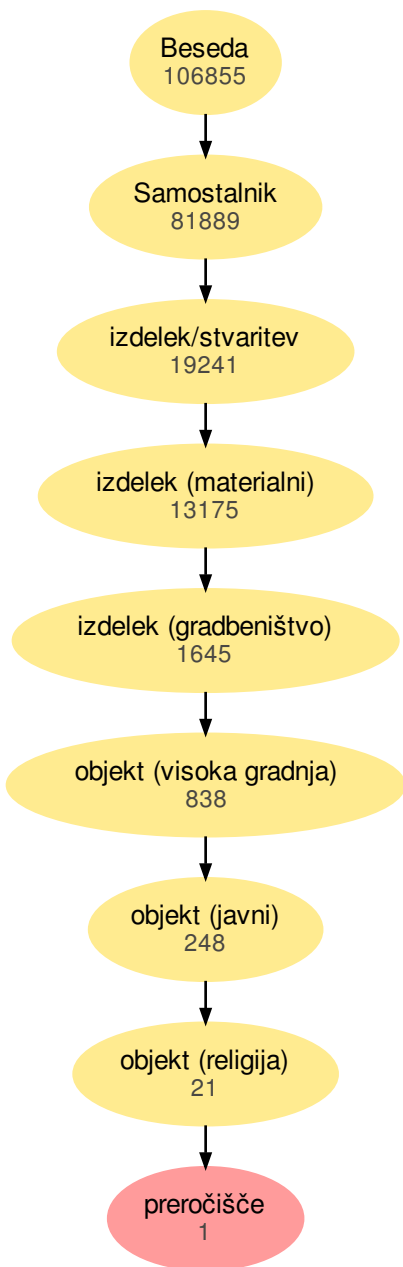 Beseda
106855
Samostalnik
81889
izdelek/stvaritev
19241
izdelek (materialni)
13175
izdelek (gradbeništvo)
1645
objekt (visoka gradnja)
838
objekt (javni)
248
objekt (religija)
21
preročišče
1